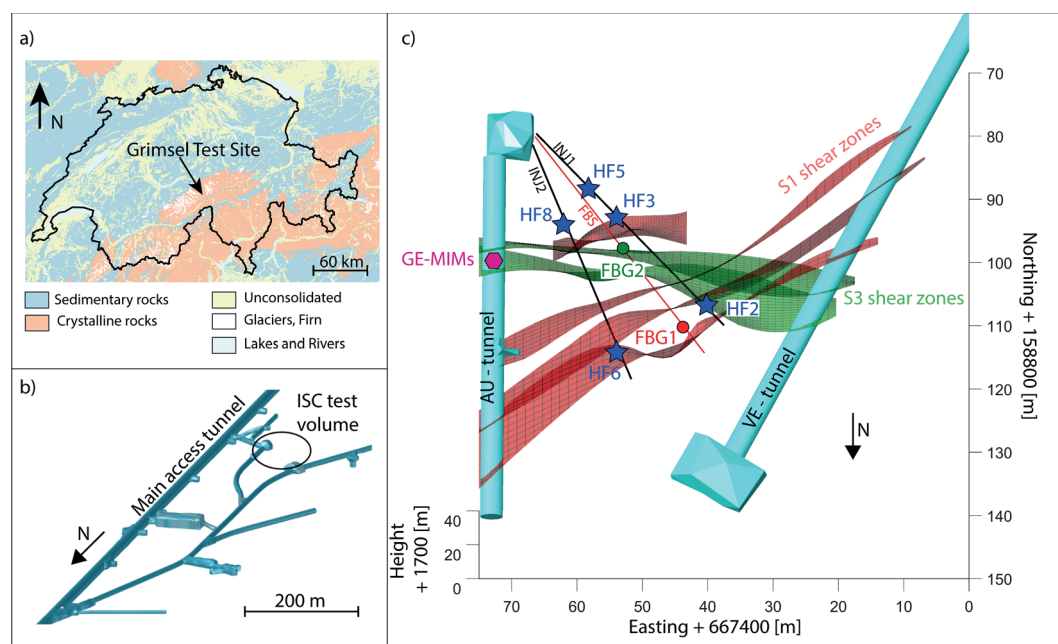 a)
N
Grimsel Test Site
60 km
Sedimentary rocks
Crystalline rocks
Unconsolidated
Glaciers, Firn
Lakes and Rivers
b)
ISC test
volume
Main access tunnel
N
200 m
c)
S1 shear zones
INJ1
INJ2
FBS
HF5
HF3
HF8
GE-MIMs
FBG2
S3 shear zones
HF2
FBG1
HF6
AU - tunnel
VE - tunnel
N
70
80
90
100
110
120
130
140
150
Northing + 158800 [m]
40
20
0
Height
+ 1700 [m]
70
60
50
40
30
20
10
0
Easting + 667400 [m]